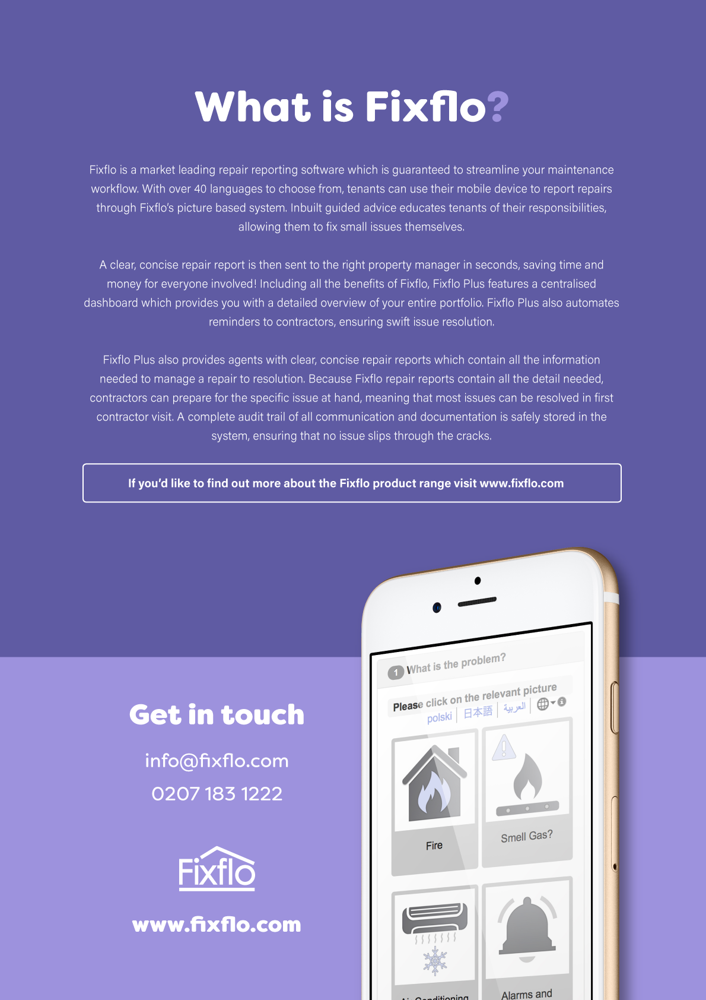 What is Fixflo?
Fixflo is a market leading repair reporting software which is guaranteed to streamline your maintenance
workflow. With over 40 languages to choose from, tenants can use their mobile device to report repairs
through Fixflo’s picture based system. Inbuilt guided advice educates tenants of their responsibilities,
allowing them to fix small issues themselves.
A clear, concise repair report is then sent to the right property manager in seconds, saving time and
money for everyone involved! Including all the benefits of Fixflo, Fixflo Plus features a centralised
dashboard which provides you with a detailed overview of your entire portfolio. Fixflo Plus also automates
reminders to contractors, ensuring swift issue resolution.
Fixflo Plus also provides agents with clear, concise repair reports which contain all the information
needed to manage a repair to resolution. Because Fixflo repair reports contain all the detail needed,
contractors can prepare for the specific issue at hand, meaning that most issues can be resolved in first
contractor visit. A complete audit trail of all communication and documentation is safely stored in the
system, ensuring that no issue slips through the cracks.
If you’d like to find out more about the Fixflo product range visit www.fixflo.com
Get in touch
info@fixflo.com
0207 183 1222
Fixflo
www.fixflo.com
1 What is the problem?
Please click on the relevant picture
polski | 日本語 | العربية |
Fire
Smell Gas?
Air Conditioning
Alarms and